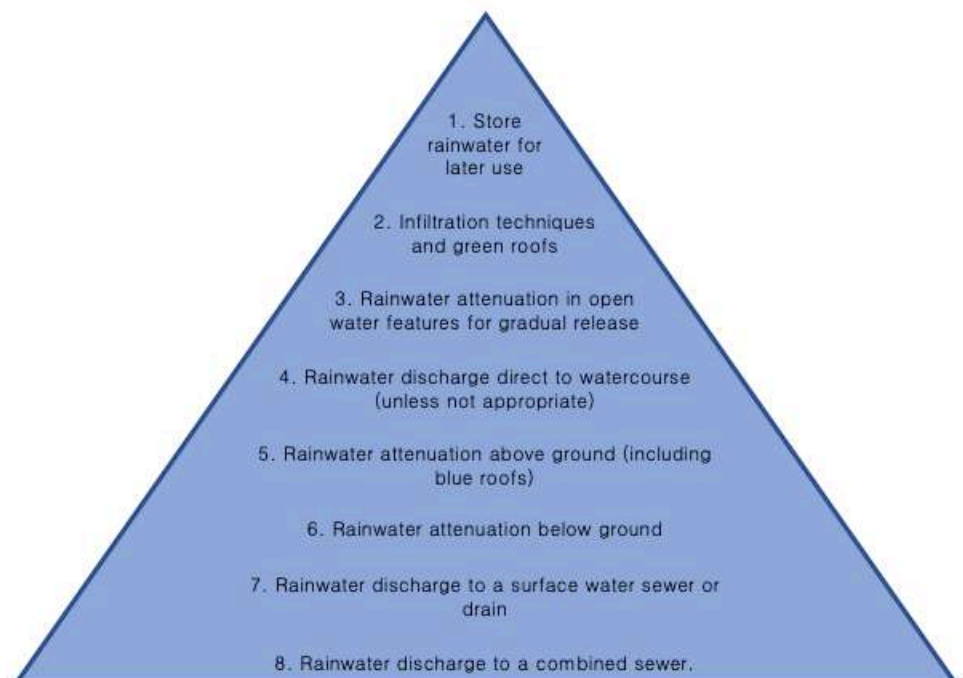 1. Store
rainwater for
later use
2. Infiltration techniques
and green roofs
3. Rainwater attenuation in open
water features for gradual release
4. Rainwater discharge direct to watercourse
(unless not appropriate)
5. Rainwater attenuation above ground (including
blue roofs)
6. Rainwater attenuation below ground
7. Rainwater discharge to a surface water sewer or
drain
8. Rainwater discharge to a combined sewer.